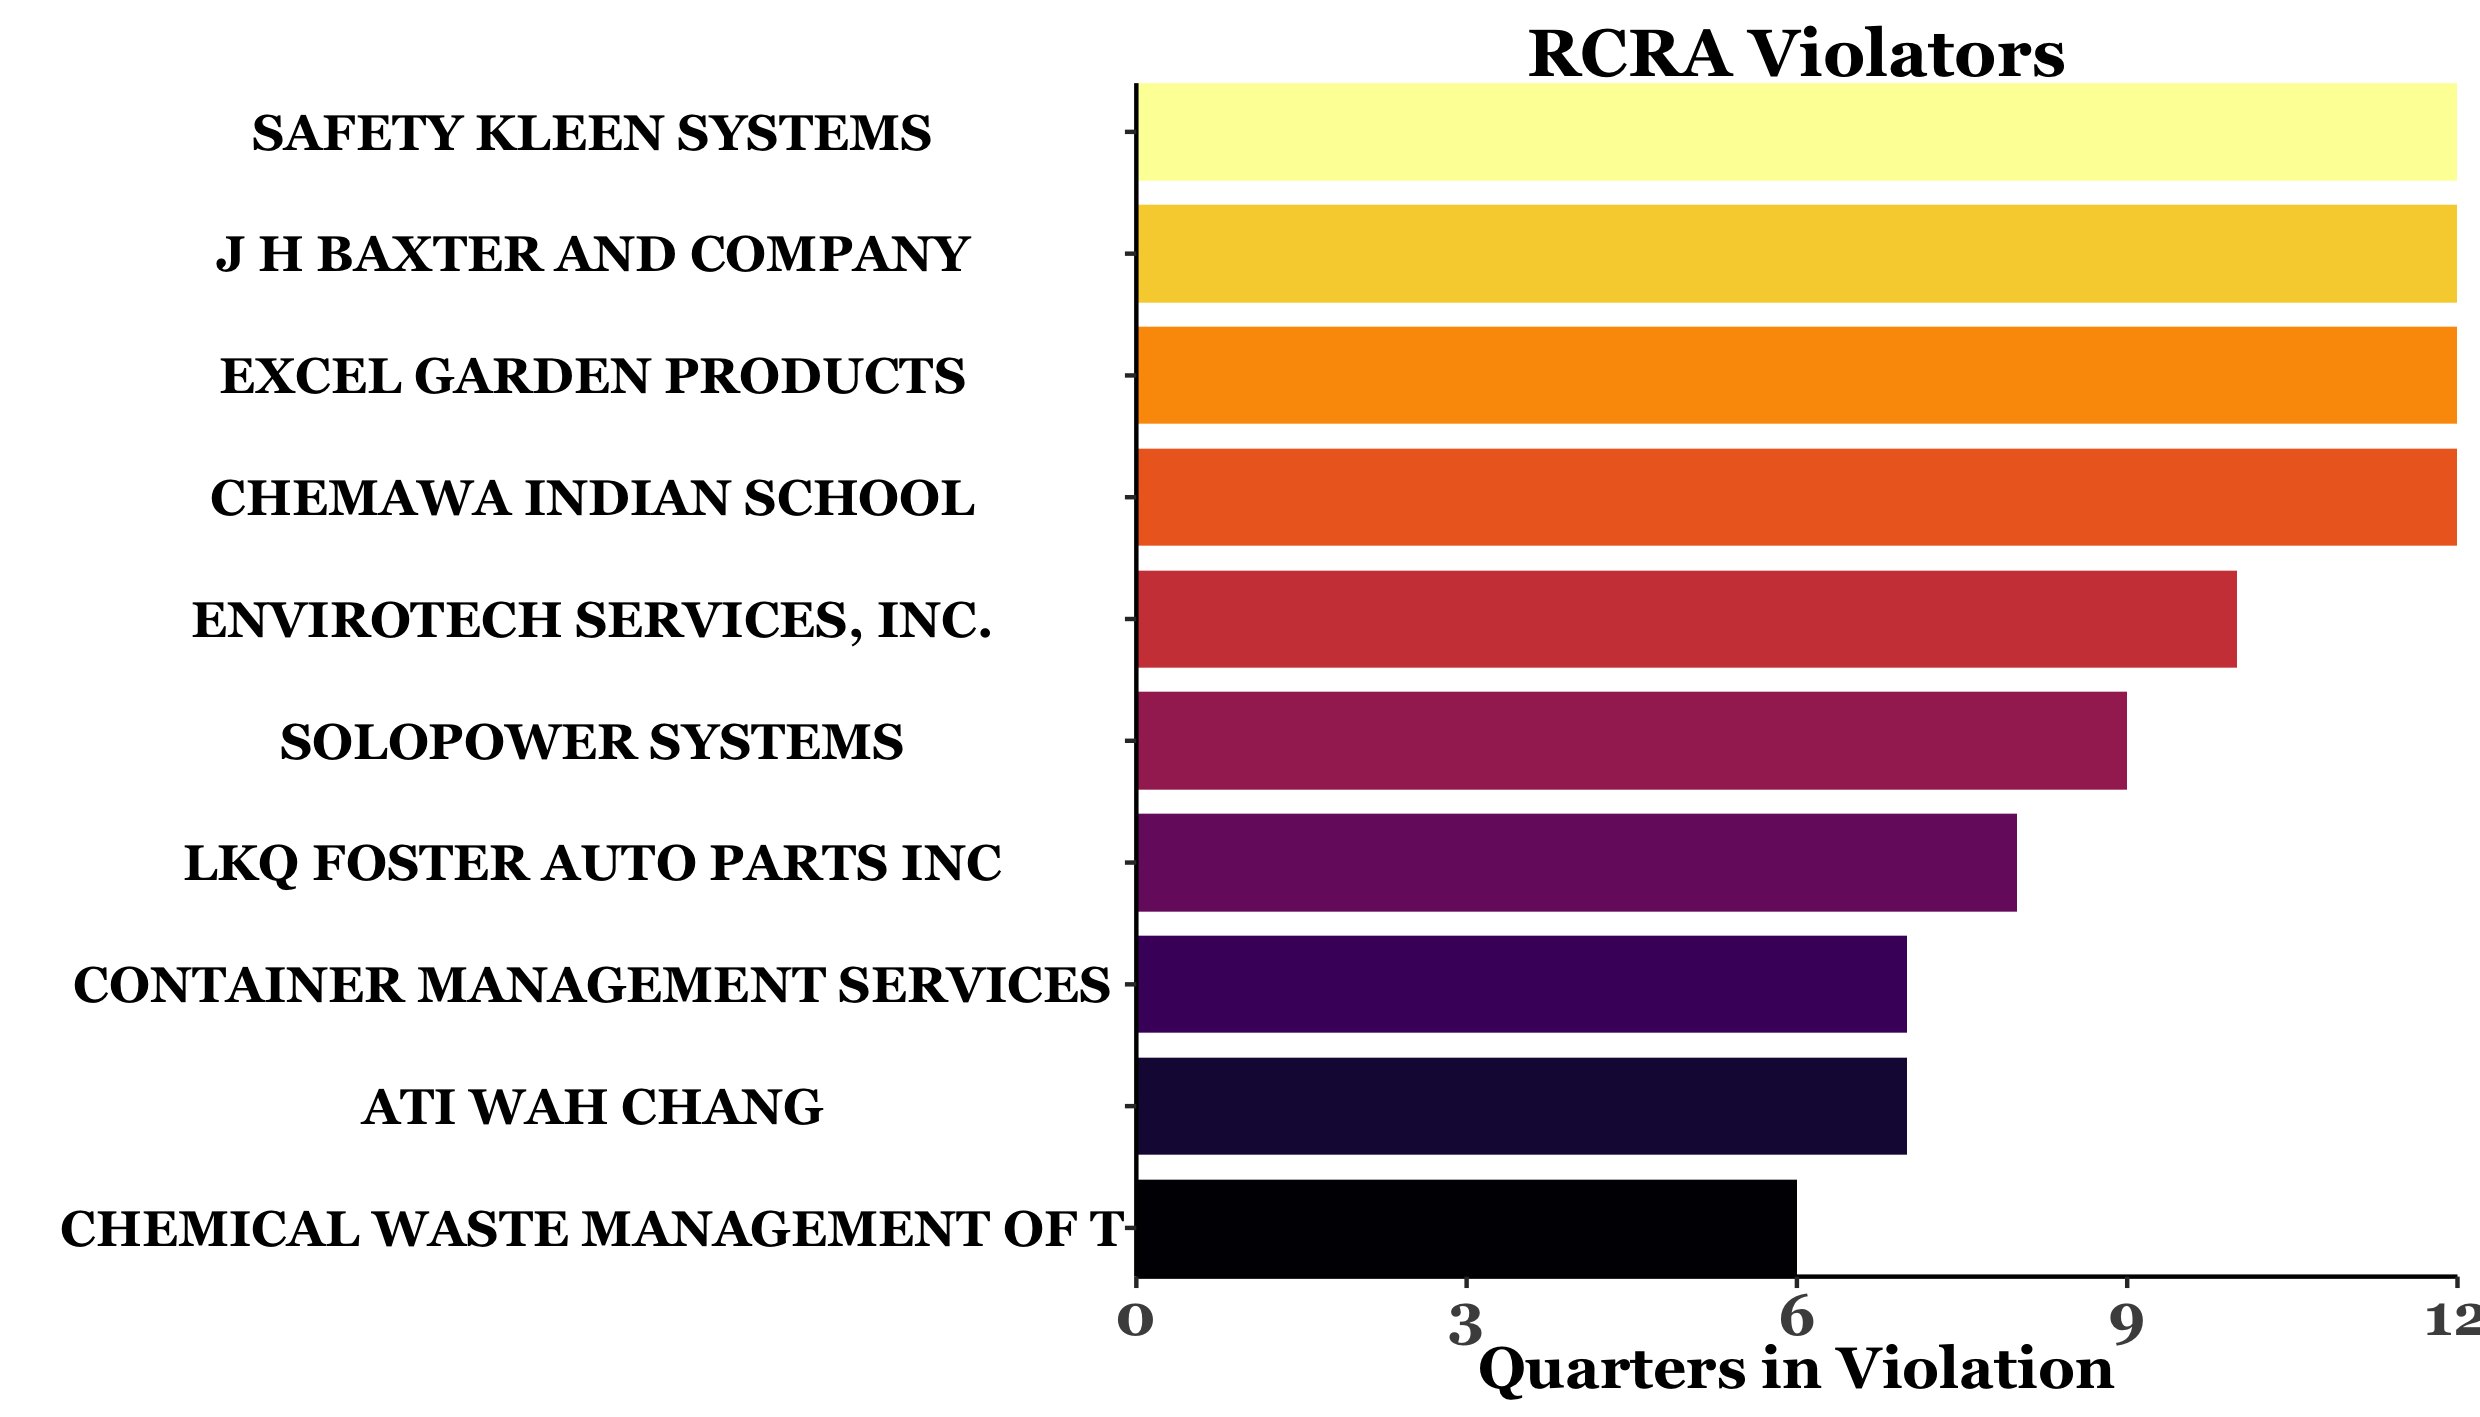 RCRA Violators
SAFETY KLEEN SYSTEMS
J H BAXTER AND COMPANY
EXCEL GARDEN PRODUCTS
CHEMAWA INDIAN SCHOOL
ENVIROTECH SERVICES, INC.
SOLOPOWER SYSTEMS
LKQ FOSTER AUTO PARTS INC
CONTAINER MANAGEMENT SERVICES
ATI WAH CHANG
CHEMICAL WASTE MANAGEMENT OF T
0 3 6 9 12
Quarters in Violation